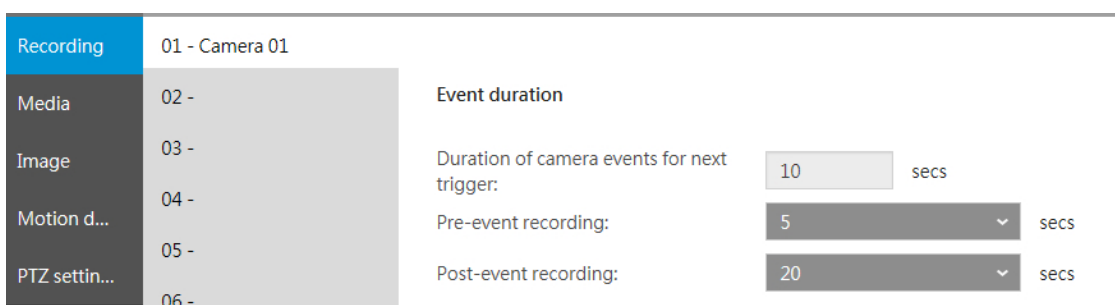 Recording
Media
Image
Motion d...
PTZ settin...
01 - Camera 01
02 -
03 -
04 -
05 -
06 -
Event duration
Duration of camera events for next
trigger:
10 secs
Pre-event recording:
5 secs
Post-event recording:
20 secs